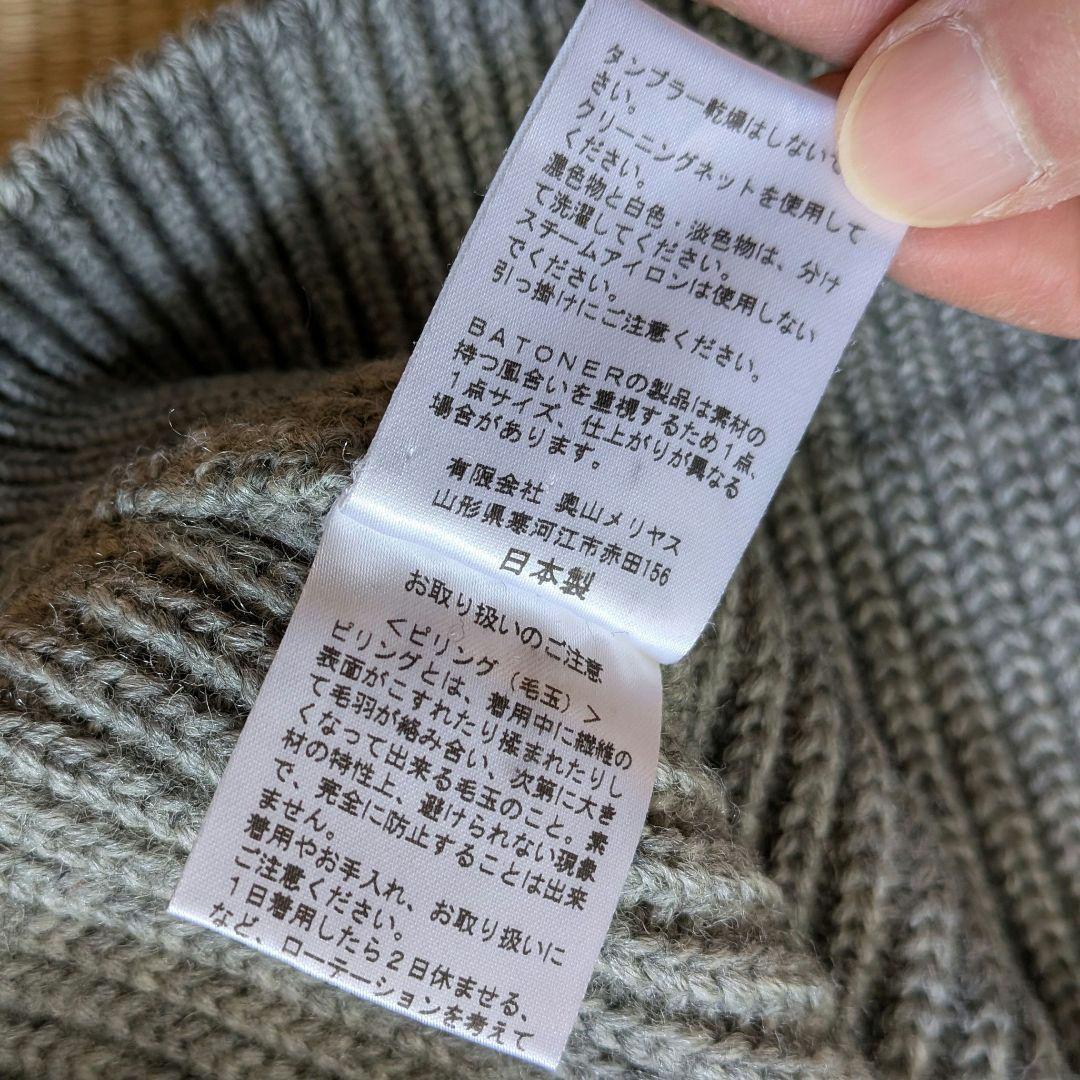 タンブラー乾燥はしないで
さい。
クリーニングネットを使用して
ください。
濃色物と白色・淡色物は、分け
て洗濯してください。
スチームアイロンは使用しない
でください。
引っ掛けにご注意ください。
BATONERの製品は素材の
持つ風合いを重視するため1点、
1点サイズ、仕上がりが異なる
場合があります。
有限会社 奥山メリヤス
山形県寒河江市赤田156
日本製
お取り扱いのご注意
＜ピリング（毛玉）＞
ピリングとは、着用中に繊維の
表面がこすれたり揉まれたりし
て毛羽が絡み合い、次第に大き
くなって出来る毛玉のこと。素
材の特性上、避けられない現象
で、完全に防止することは出来
ません。
着用やお手入れ、お取り扱いに
ご注意ください。
1日着用したら2日休ませる、
など、ローテーションを考えて